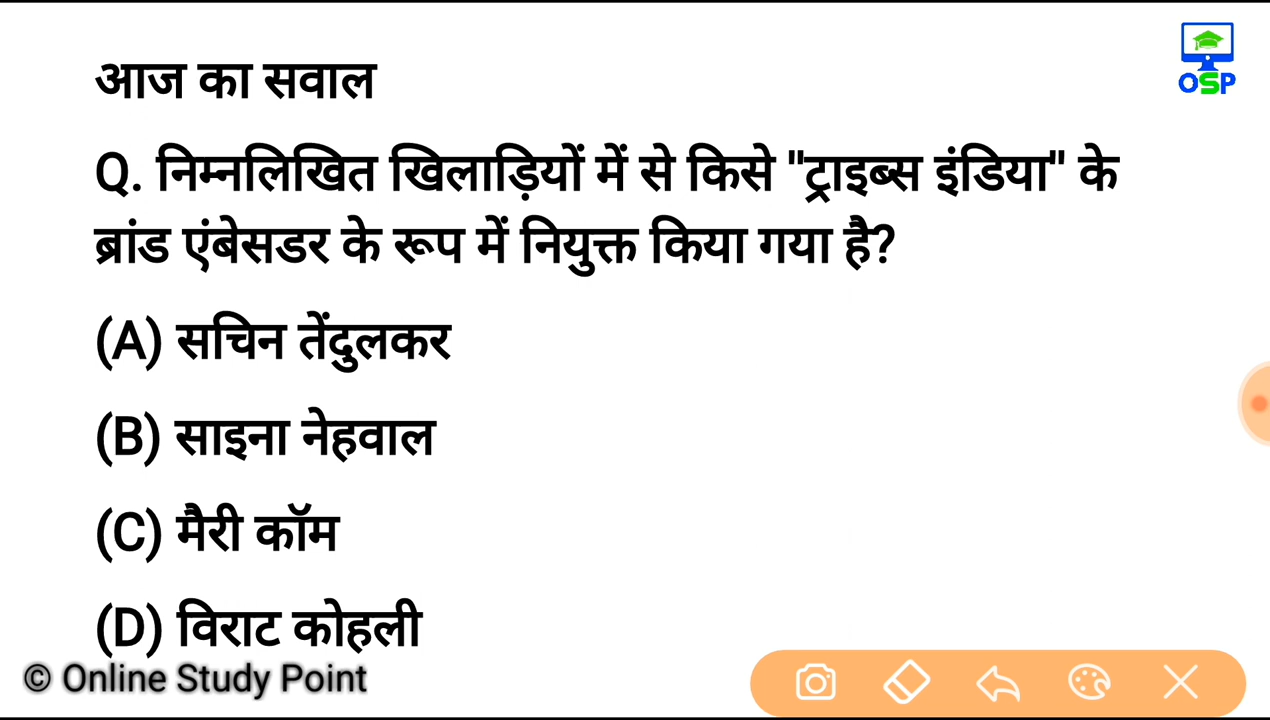 आज का सवाल
OSP
Q. निम्नलिखित खिलाड़ियों में से किसे "ट्राइब्स इंडिया" के
ब्रांड एंबेसडर के रूप में नियुक्त किया गया है?
(A) सचिन तेंदुलकर
(B) साइना नेहवाल
(C) मैरी कॉम
(D) विराट कोहली
© Online Study Point